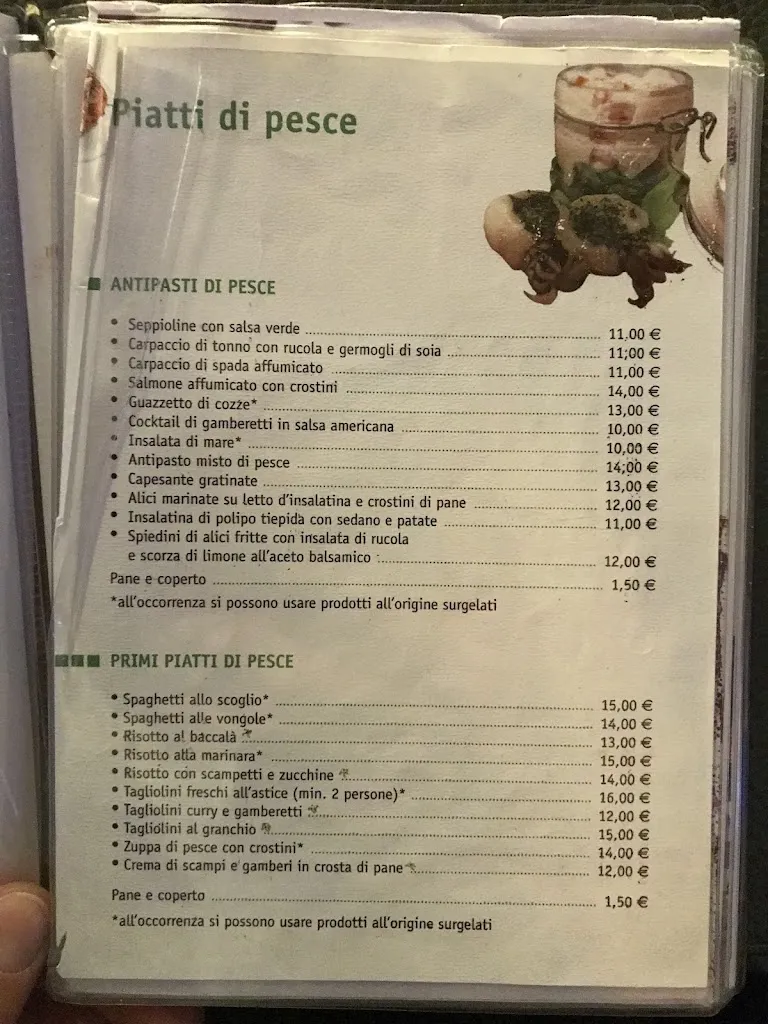 Piatti di pesce
ANTIPASTI DI PESCE
• Seppioline con salsa verde ........ 11,00 €
• Carpaccio di tonno con rucola e germogli di soia ........ 11,00 €
• Carpaccio di spada affumicato ........ 11,00 €
• Salmone affumicato con crostini ........ 14,00 €
• Guazzetto di cozze* ........ 13,00 €
• Cocktail di gamberetti in salsa americana ........ 10,00 €
• Insalata di mare* ........ 10,00 €
• Antipasto misto di pesce ........ 14,00 €
• Capesante gratinate ........ 13,00 €
• Alici marinate su letto d'insalatina e crostini di pane ........ 12,00 €
• Insalatina di polipo tiepida con sedano e patate ........ 11,00 €
• Spiedini di alici fritte con insalata di rucola
e scorza di limone all'aceto balsamico ........ 12,00 €
Pane e coperto ........ 1,50 €
*all'occorrenza si possono usare prodotti all'origine surgelati
PRIMI PIATTI DI PESCE
• Spaghetti allo scoglio* ........ 15,00 €
• Spaghetti alle vongole* ........ 14,00 €
• Risotto al baccalà ........ 13,00 €
• Risotto alla marinara* ........ 15,00 €
• Risotto con scampetti e zucchine ........ 14,00 €
• Tagliolini freschi all'astice (min. 2 persone)* ........ 16,00 €
• Tagliolini curry e gamberetti ........ 12,00 €
• Tagliolini al granchio ........ 15,00 €
• Zuppa di pesce con crostini* ........ 14,00 €
• Crema di scampi e gamberi in crosta di pane ........ 12,00 €
Pane e coperto ........ 1,50 €
*all'occorrenza si possono usare prodotti all'origine surgelati